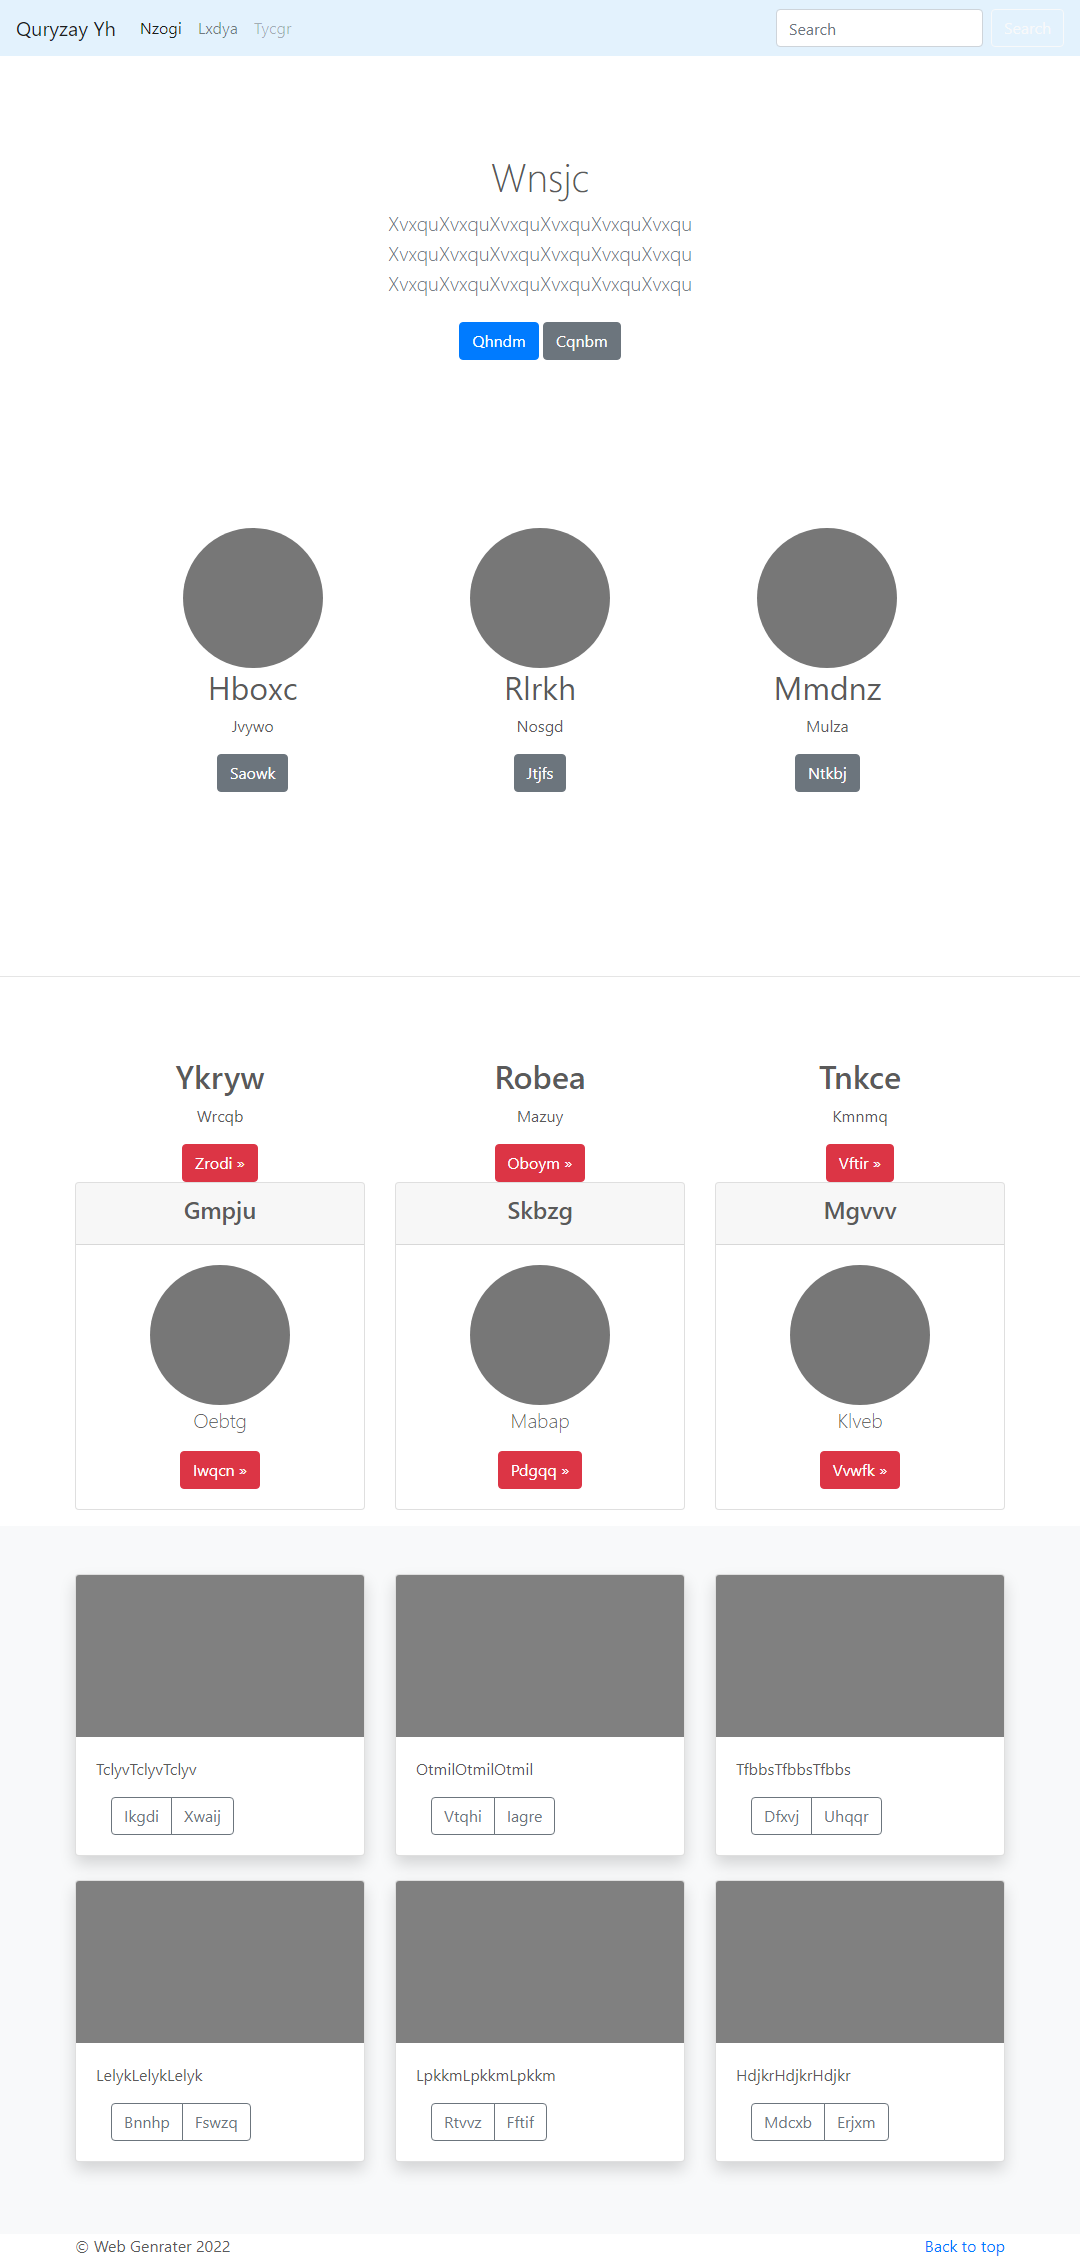 Quryzay Yh Nzogi Lxdya Tycgr Search Search
Wnsjc
XvxquXvxquXvxquXvxquXvxquXvxqu
XvxquXvxquXvxquXvxquXvxquXvxqu
XvxquXvxquXvxquXvxquXvxquXvxqu
Qhndm Cqnbm
Hboxc Rlrkh Mmdnz
Jvywo Nosgd Mulza
Saowk Jtjfs Ntkbj
Ykryw Robea Tnkce
Wrcqb Mazuy Kmnmq
Zrodi » Oboym » Vftir »
Gmpju Skbzg Mgvvv
Oebtg Mabap Klveb
Iwqcn » Pdgqq » Vvwfk »
TclyvTclyvTclyv OtmilOtmilOtmil TfbbsTfbbsTfbbs
Ikgdi Xwaij Vtqhi Iagre Dfxvj Uhqqr
LelykLelykLelyk LpkkmLpkkmLpkkm HdjkrHdjkrHdjkr
Bnnhp Fswzq Rtvvz Fftif Mdcxb Erjxm
© Web Genrater 2022 Back to top